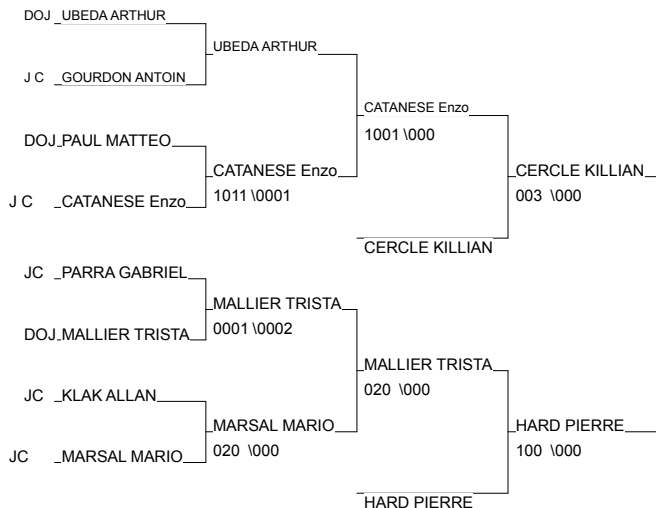 DOJ UBEDA ARTHUR
UBEDA ARTHUR
J C GOURDON ANTOIN
CATANESE Enzo
1001 \000
DOJ PAUL MATTEO
CATANESE Enzo
1011 \0001
CERCLE KILLIAN
003 \000
J C CATANESE Enzo
CERCLE KILLIAN
JC PARRA GABRIEL
MALLIER TRISTA
0001 \0002
DOJ MALLIER TRISTA
MALLIER TRISTA
020 \000
JC KLAK ALLAN
MARSAL MARIO
020 \000
HARD PIERRE
100 \000
JC MARSAL MARIO
HARD PIERRE